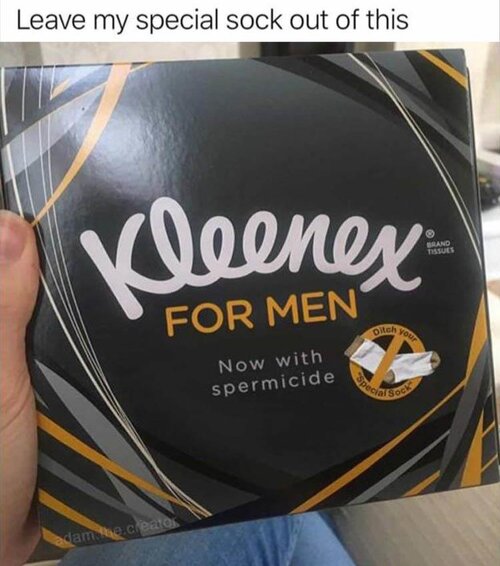 Leave my special sock out of this
Kleenex®
BRAND
TISSUES
FOR MEN
Now with
spermicide
Ditch your
"Special Sock"
adam.the.creator